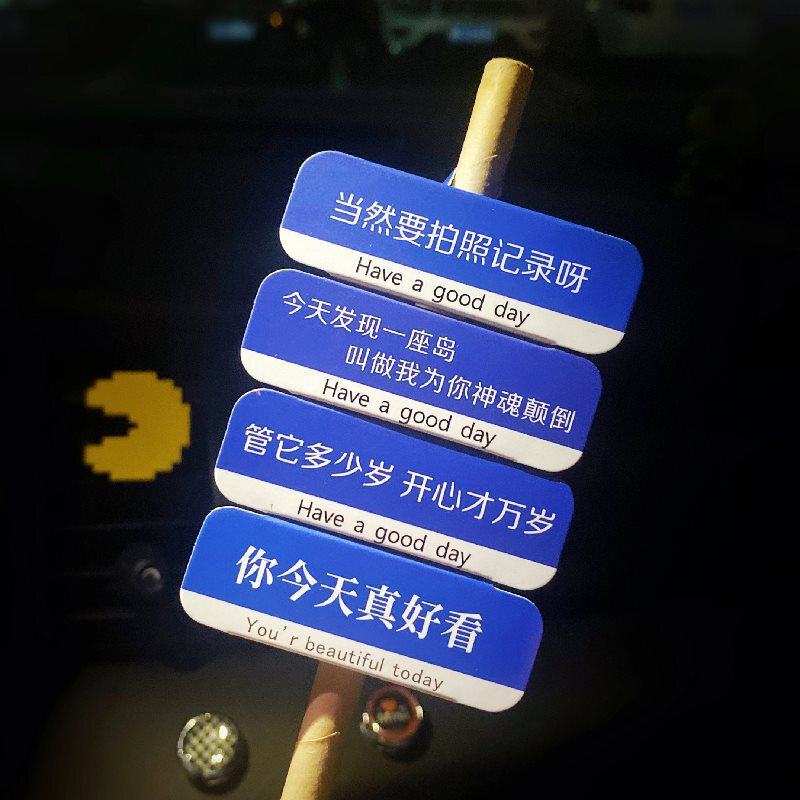 当然要拍照记录呀
Have a good day
今天发现一座岛
叫做我为你神魂颠倒
Have a good day
管它多少岁 开心才万岁
Have a good day
你今天真好看
You'r beautiful today